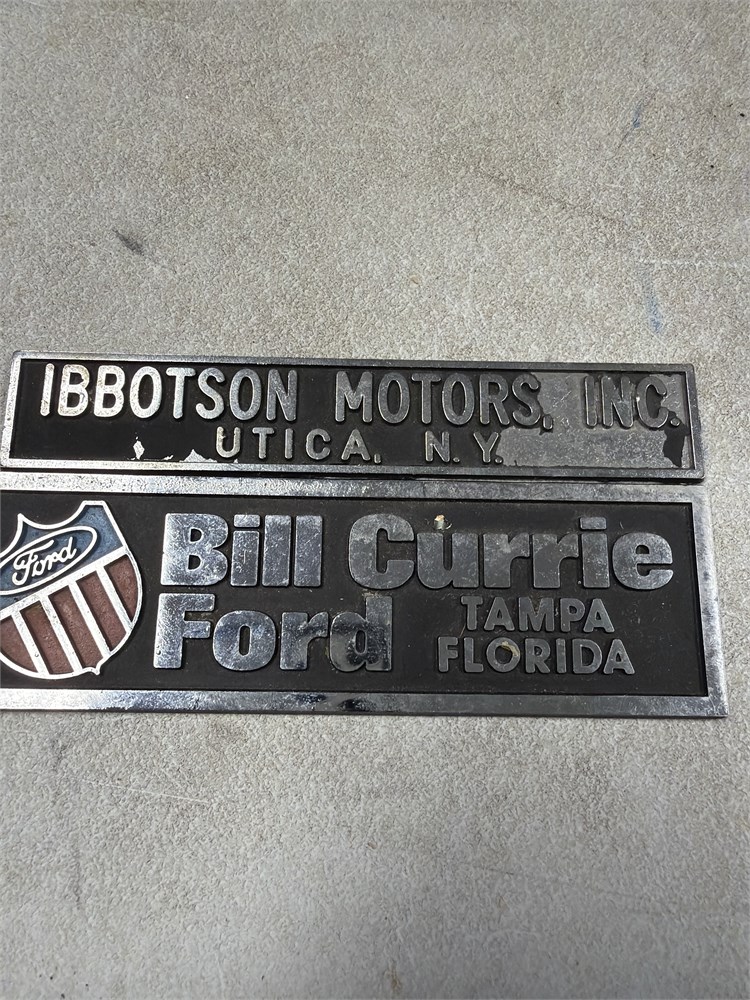 IBBOTSON MOTORS, INC.
UTICA, N.Y.
Ford
Bill Currie
Ford
TAMPA
FLORIDA